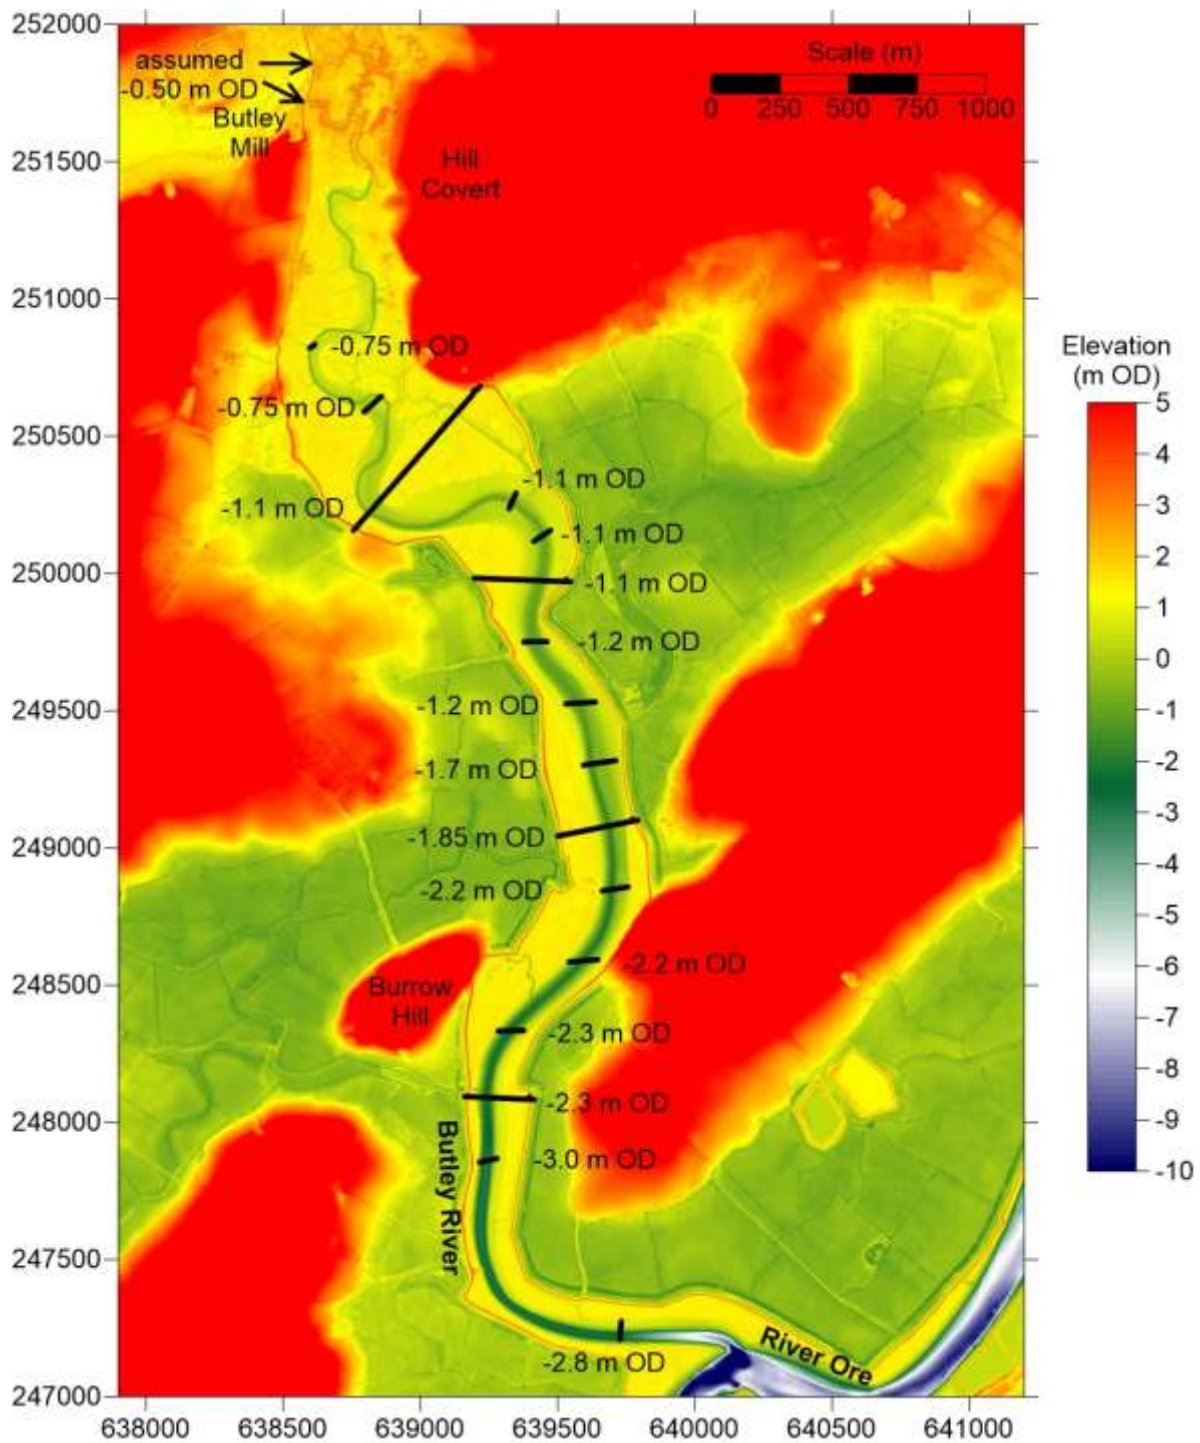 252000
251500
251000
250500
250000
249500
249000
248500
248000
247500
247000
638000 638500 639000 639500 640000 640500 641000
assumed
-0.50 m OD
Butley
Mill
Hill
Covert
Scale (m)
0 250 500 750 1000
-0.75 m OD
-0.75 m OD
-1.1 m OD
-1.1 m OD
-1.1 m OD
-1.1 m OD
-1.2 m OD
-1.2 m OD
-1.7 m OD
-1.85 m OD
-2.2 m OD
-2.2 m OD
Burrow
Hill
-2.3 m OD
-2.3 m OD
-3.0 m OD
Butley River
-2.8 m OD
River Ore
Elevation
(m OD)
5
4
3
2
1
0
-1
-2
-3
-4
-5
-6
-7
-8
-9
-10